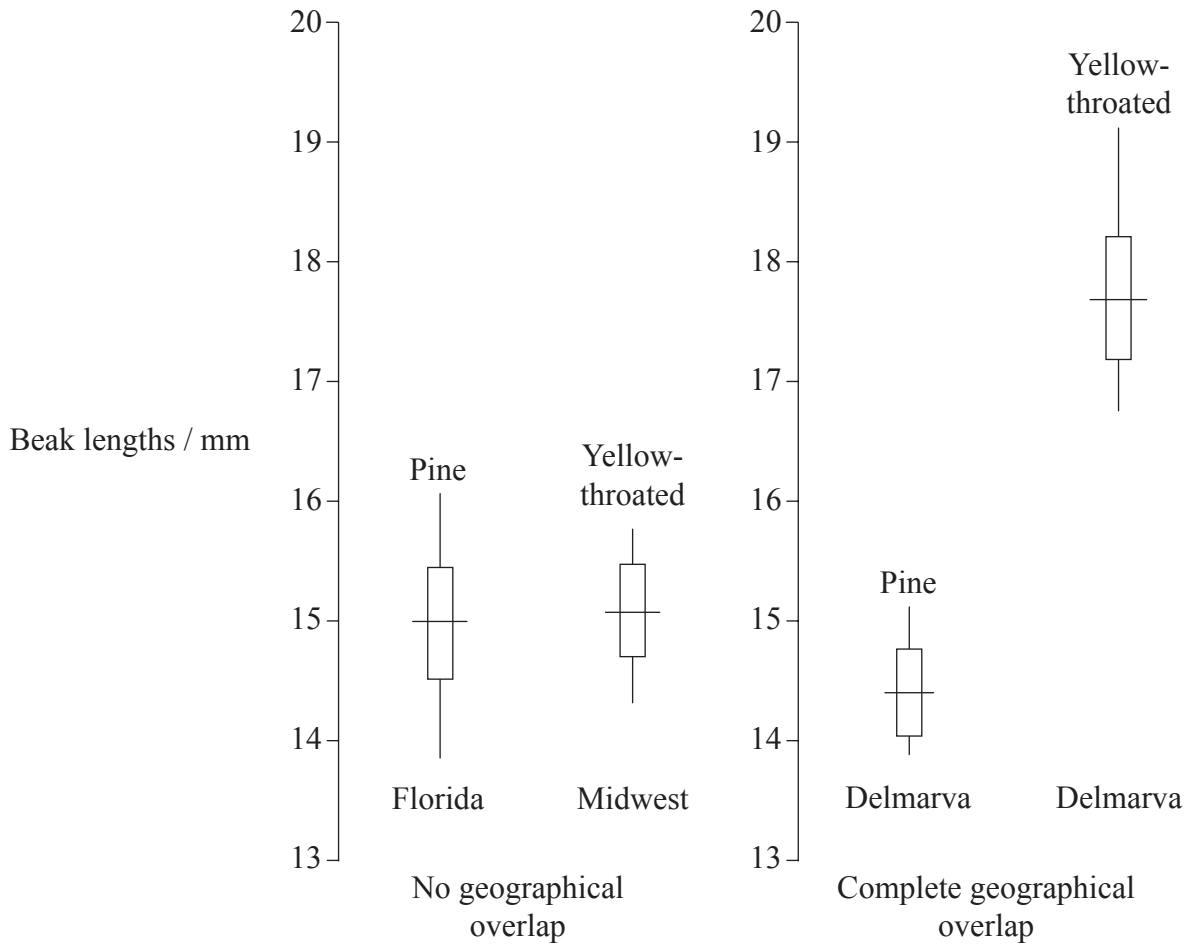 20
19
18
17
16
15
14
13
Beak lengths / mm
Pine
Yellow-
throated
Florida
Midwest
No geographical
overlap
20
19
18
17
16
15
14
13
Yellow-
throated
Pine
Delmarva
Delmarva
Complete geographical
overlap